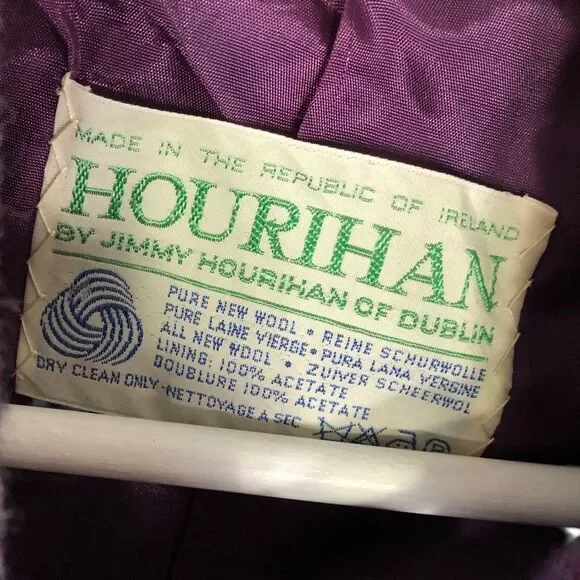 MADE IN THE REPUBLIC OF IRELAND
HOURIHAN
BY JIMMY HOURIHAN OF DUBLIN
PURE NEW WOOL • REINE SCHURWOLLE
PURE LAINE VIERGE • PURA LANA VERGINE
ALL NEW WOOL • ZUIVER SCHEERWOL
LINING: 100% ACETATE
DOUBLURE 100% ACETATE
DRY CLEAN ONLY - NETTOYAGE A SEC